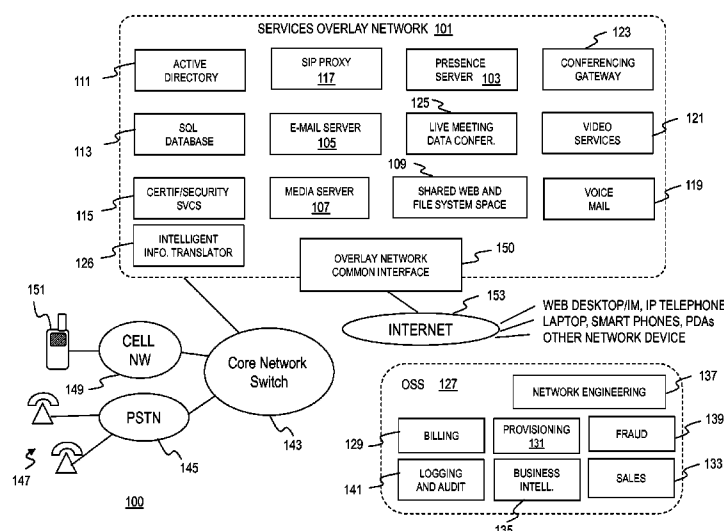 SERVICES OVERLAY NETWORK 101
123
ACTIVE
DIRECTORY
111
SIP PROXY
117
PRESENCE
SERVER 103
CONFERENCING
GATEWAY
125
SQL
DATABASE
113
E-MAIL SERVER
105
LIVE MEETING
DATA CONFER.
VIDEO
SERVICES
121
109
CERTIF/SECURITY
SVCS
115
MEDIA SERVER
107
SHARED WEB AND
FILE SYSTEM SPACE
VOICE
MAIL
119
INTELLIGENT
INFO. TRANSLATOR
126
OVERLAY NETWORK
COMMON INTERFACE
150
151
153
INTERNET
WEB DESKTOP/IM, IP TELEPHONE
LAPTOP, SMART PHONES, PDAs
OTHER NETWORK DEVICE
CELL
NW
149
Core Network
Switch
143
PSTN
145
147
100
OSS 127
NETWORK ENGINEERING
137
BILLING
129
PROVISIONING
131
FRAUD
139
LOGGING
AND AUDIT
141
BUSINESS
INTELL.
135
SALES
133